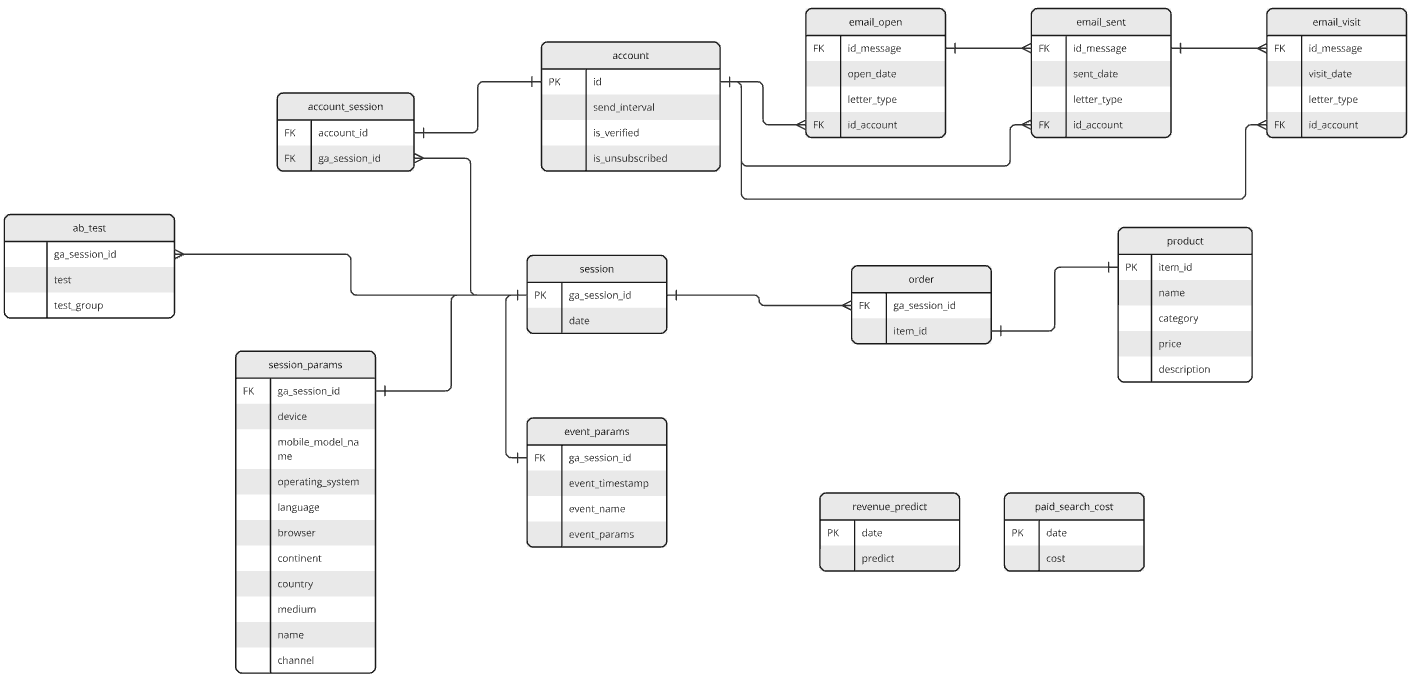 email_open
FK id_message
open_date
letter_type
FK id_account
email_sent
FK id_message
sent_date
letter_type
FK id_account
email_visit
FK id_message
visit_date
letter_type
FK id_account
account
PK id
send_interval
is_verified
is_unsubscribed
account_session
FK account_id
FK ga_session_id
ab_test
ga_session_id
test
test_group
session
PK ga_session_id
date
order
FK ga_session_id
item_id
product
PK item_id
name
category
price
description
session_params
FK ga_session_id
device
mobile_model_na
me
operating_system
language
browser
continent
country
medium
name
channel
event_params
FK ga_session_id
event_timestamp
event_name
event_params
revenue_predict
PK date
predict
paid_search_cost
PK date
cost